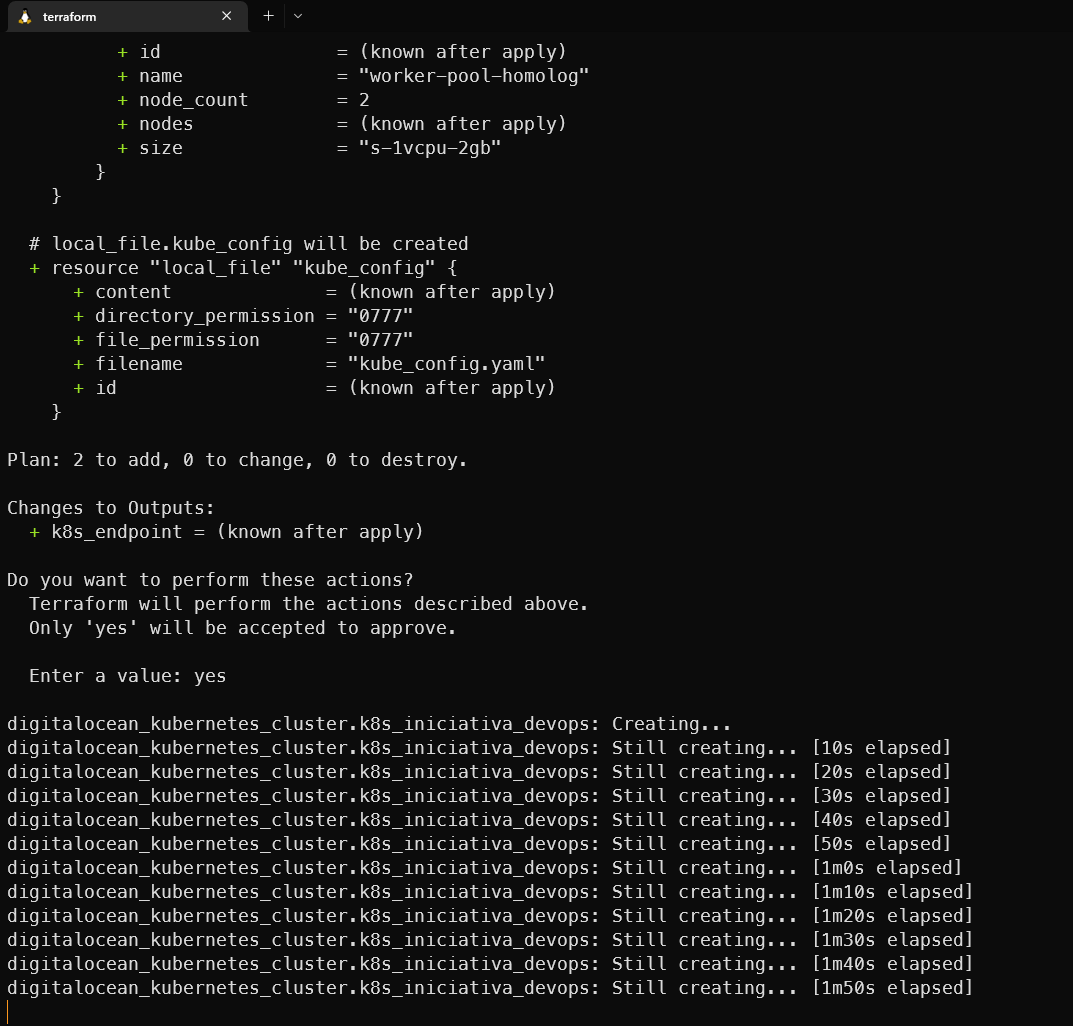 terraform
+ id = (known after apply)
+ name = "worker-pool-homolog"
+ node_count = 2
+ nodes = (known after apply)
+ size = "s-1vcpu-2gb"
}
}
# local_file.kube_config will be created
+ resource "local_file" "kube_config" {
+ content = (known after apply)
+ directory_permission = "0777"
+ file_permission = "0777"
+ filename = "kube_config.yaml"
+ id = (known after apply)
}
Plan: 2 to add, 0 to change, 0 to destroy.
Changes to Outputs:
+ k8s_endpoint = (known after apply)
Do you want to perform these actions?
Terraform will perform the actions described above.
Only 'yes' will be accepted to approve.
Enter a value: yes
digitalocean_kubernetes_cluster.k8s_iniciativa_devops: Creating...
digitalocean_kubernetes_cluster.k8s_iniciativa_devops: Still creating... [10s elapsed]
digitalocean_kubernetes_cluster.k8s_iniciativa_devops: Still creating... [20s elapsed]
digitalocean_kubernetes_cluster.k8s_iniciativa_devops: Still creating... [30s elapsed]
digitalocean_kubernetes_cluster.k8s_iniciativa_devops: Still creating... [40s elapsed]
digitalocean_kubernetes_cluster.k8s_iniciativa_devops: Still creating... [50s elapsed]
digitalocean_kubernetes_cluster.k8s_iniciativa_devops: Still creating... [1m0s elapsed]
digitalocean_kubernetes_cluster.k8s_iniciativa_devops: Still creating... [1m10s elapsed]
digitalocean_kubernetes_cluster.k8s_iniciativa_devops: Still creating... [1m20s elapsed]
digitalocean_kubernetes_cluster.k8s_iniciativa_devops: Still creating... [1m30s elapsed]
digitalocean_kubernetes_cluster.k8s_iniciativa_devops: Still creating... [1m40s elapsed]
digitalocean_kubernetes_cluster.k8s_iniciativa_devops: Still creating... [1m50s elapsed]